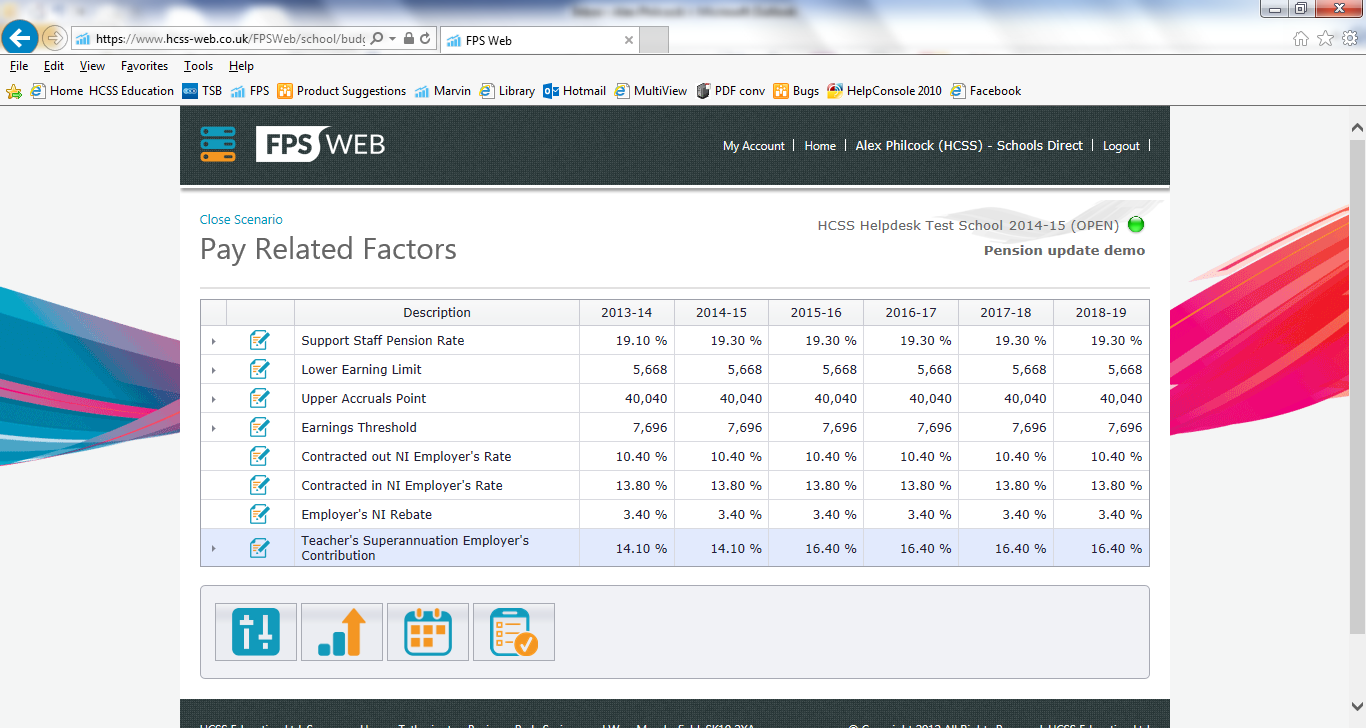 https://www.hcss-web.co.uk/FPSWeb/school/budg
FPS Web
File Edit View Favorites Tools Help
Home HCSS Education TSB FPS Product Suggestions Marvin Library Hotmail MultiView PDF conv Bugs HelpConsole 2010 Facebook
FPS WEB
My Account | Home | Alex Philcock (HCSS) - Schools Direct | Logout |
Close Scenario
HCSS Helpdesk Test School 2014-15 (OPEN)
Pay Related Factors
Pension update demo
Description 2013-14 2014-15 2015-16 2016-17 2017-18 2018-19
Support Staff Pension Rate 19.10 % 19.30 % 19.30 % 19.30 % 19.30 % 19.30 %
Lower Earning Limit 5,668 5,668 5,668 5,668 5,668 5,668
Upper Accruals Point 40,040 40,040 40,040 40,040 40,040 40,040
Earnings Threshold 7,696 7,696 7,696 7,696 7,696 7,696
Contracted out NI Employer's Rate 10.40 % 10.40 % 10.40 % 10.40 % 10.40 % 10.40 %
Contracted in NI Employer's Rate 13.80 % 13.80 % 13.80 % 13.80 % 13.80 % 13.80 %
Employer's NI Rebate 3.40 % 3.40 % 3.40 % 3.40 % 3.40 % 3.40 %
Teacher's Superannuation Employer's
Contribution 14.10 % 14.10 % 16.40 % 16.40 % 16.40 % 16.40 %